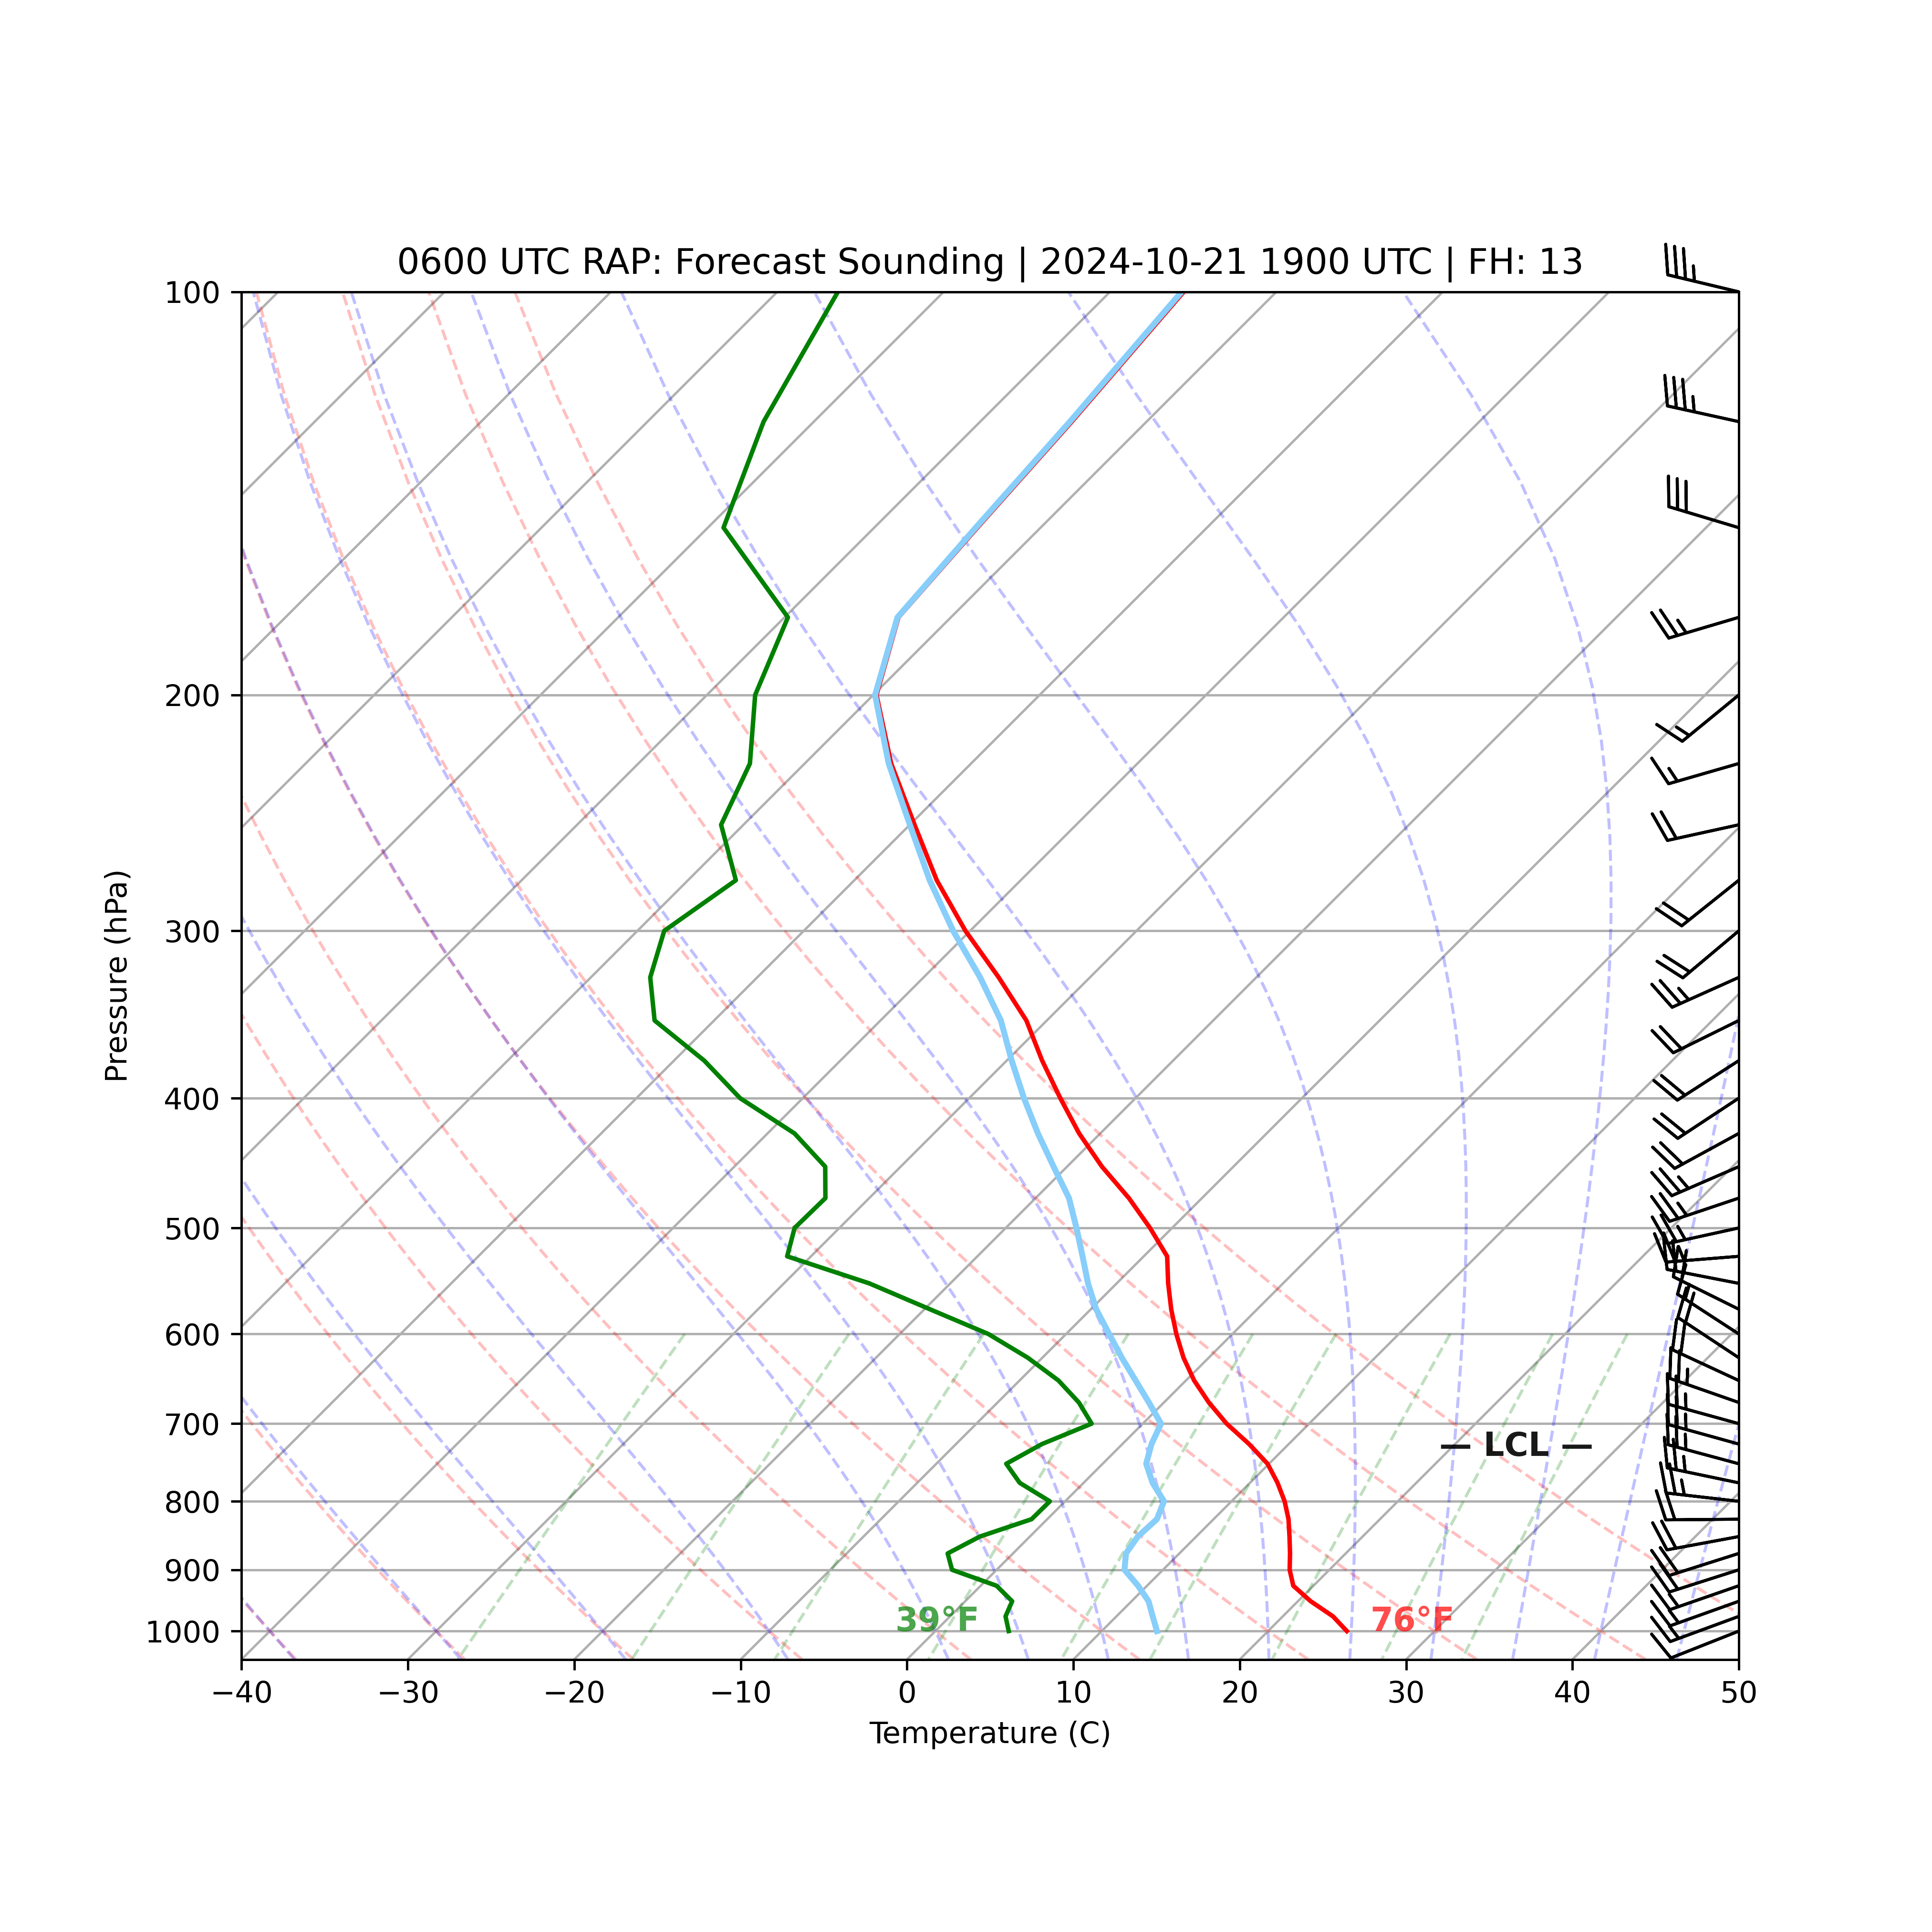 0600 UTC RAP: Forecast Sounding | 2024-10-21 1900 UTC | FH: 13
100
200
300
400
500
600
700
800
900
1000
Pressure (hPa)
— LCL —
39°F
76°F
−40 −30 −20 −10 0 10 20 30 40 50
Temperature (C)